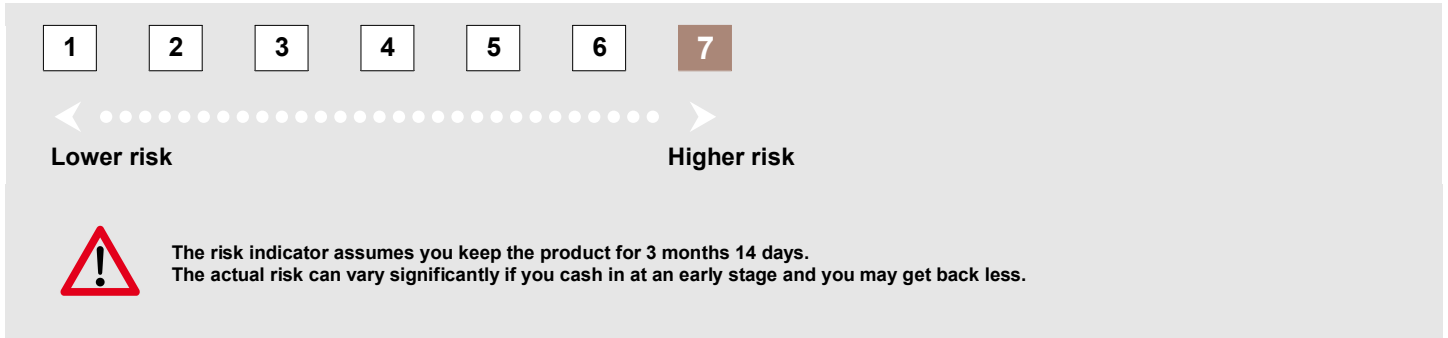 1 2 3 4 5 6 7
Lower risk Higher risk
The risk indicator assumes you keep the product for 3 months 14 days.
The actual risk can vary significantly if you cash in at an early stage and you may get back less.